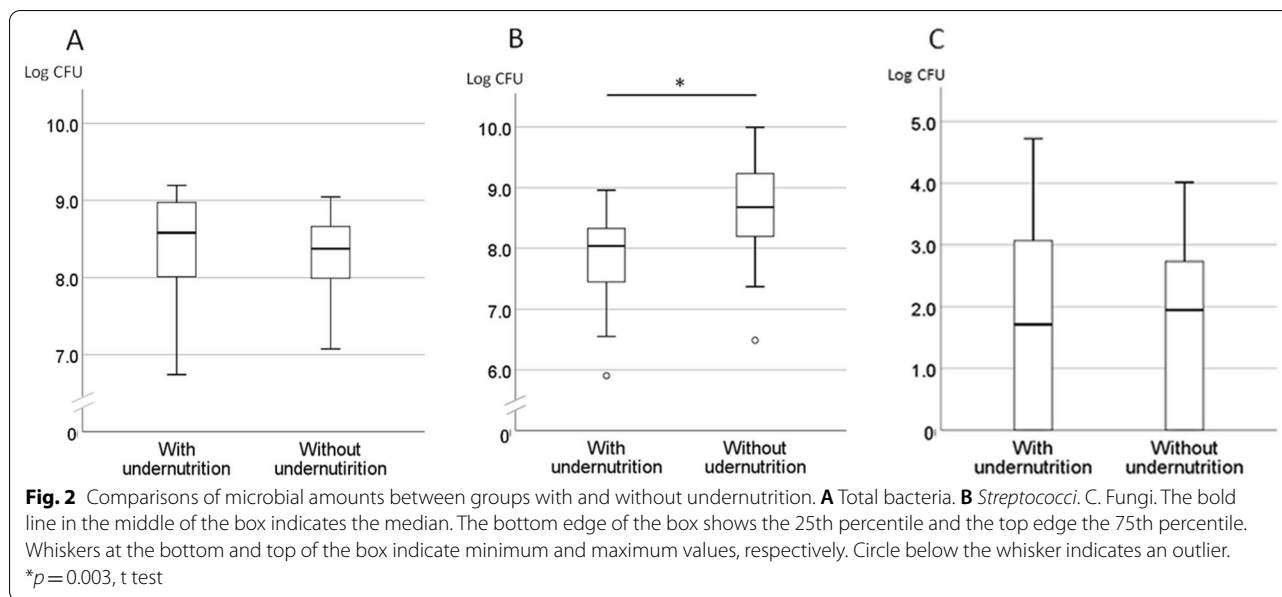 A
Log CFU
10.0
9.0
8.0
7.0
0
With
undernutrition
Without
undernutirition
B
Log CFU
*
10.0
9.0
8.0
7.0
6.0
0
With
undernutrition
Without
udernutrition
C
Log CFU
5.0
4.0
3.0
2.0
1.0
0
With
undernutrition
Without
undernutrition
Fig. 2 Comparisons of microbial amounts between groups with and without undernutrition. A Total bacteria. B Streptococci. C. Fungi. The bold
line in the middle of the box indicates the median. The bottom edge of the box shows the 25th percentile and the top edge the 75th percentile.
Whiskers at the bottom and top of the box indicate minimum and maximum values, respectively. Circle below the whisker indicates an outlier.
*p = 0.003, t test